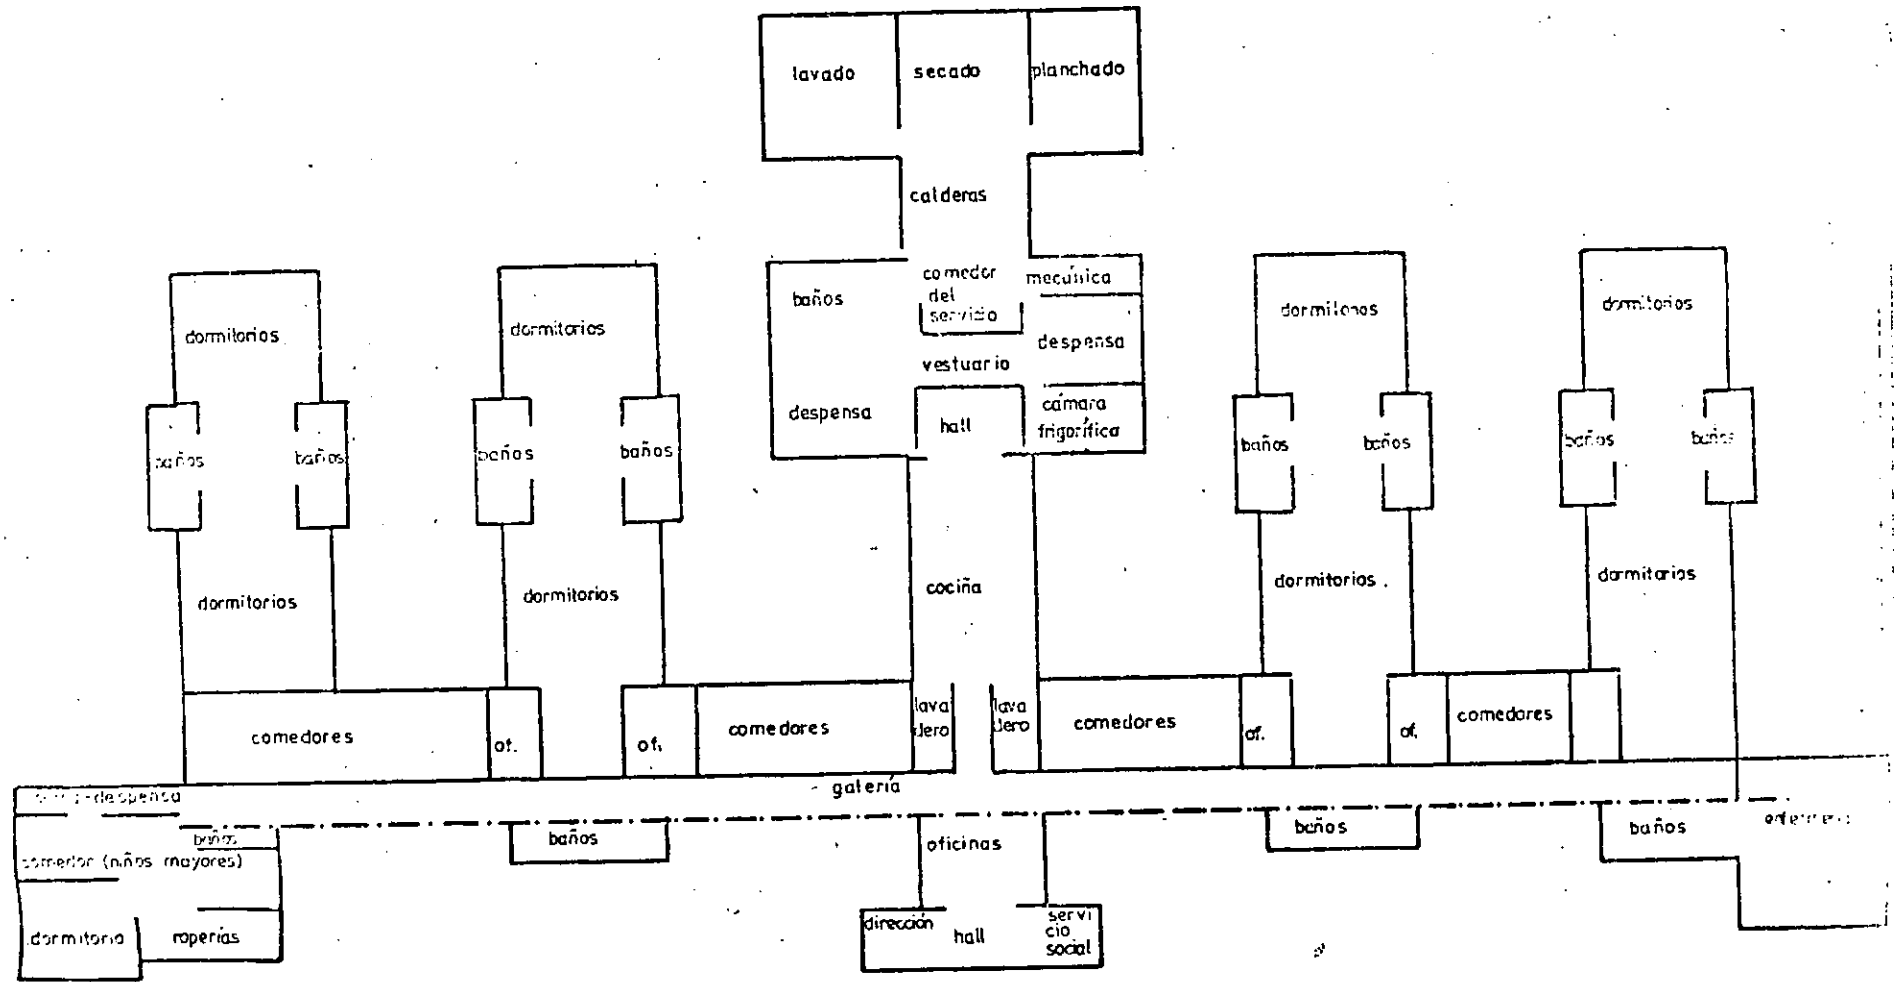 lavado
secado
planchado
calderas
comedor
del
servicio
mecánica
baños
despensa
vestuario
despensa
hall
cámara
frigorífica
dormitorios
dormitorios
dormitorios
dormitorios
baños
baños
baños
baños
baños
baños
baños
baños
dormitorios
dormitorios
cociña
dormitorios
dormitorios
comedores
of.
of.
comedores
lava
dero
lava
dero
comedores
of.
of.
comedores
galería
despensa
baños
comedor (niños mayores)
dormitorio
roperías
baños
oficinas
dirección
hall
servi
cio
social
baños
baños